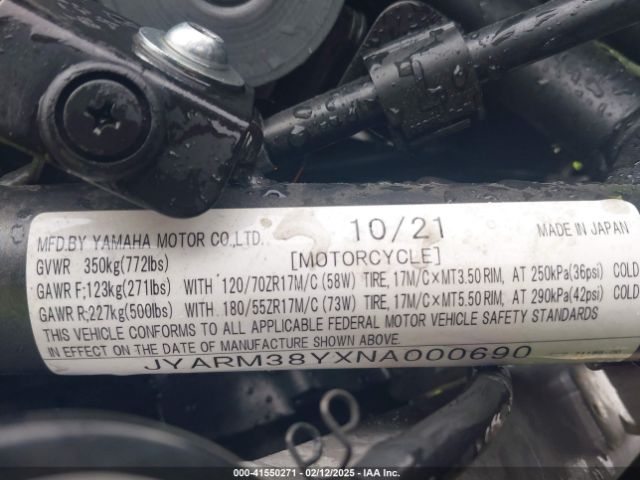 MFD.BY YAMAHA MOTOR CO.,LTD. 10/21 MADE IN JAPAN
GVWR 350kg(772lbs) [MOTORCYCLE]
GAWR F;123kg(271lbs) WITH 120/70ZR17M/C (58W) TIRE, 17M/C×MT3.50 RIM, AT 250kPa(36psi) COLD
GAWR R;227kg(500lbs) WITH 180/55ZR17M/C (73W) TIRE, 17M/C×MT5.50 RIM, AT 290kPa(42psi) COLD
THIS VEHICLE CONFORMS TO ALL APPLICABLE FEDERAL MOTOR VEHICLE SAFETY STANDARDS
IN EFFECT ON THE DATE OF MANUFACTURE SHOWN ABOVE.
JYARM38YXNA000690
000-41550271 - 02/12/2025 - IAA Inc.